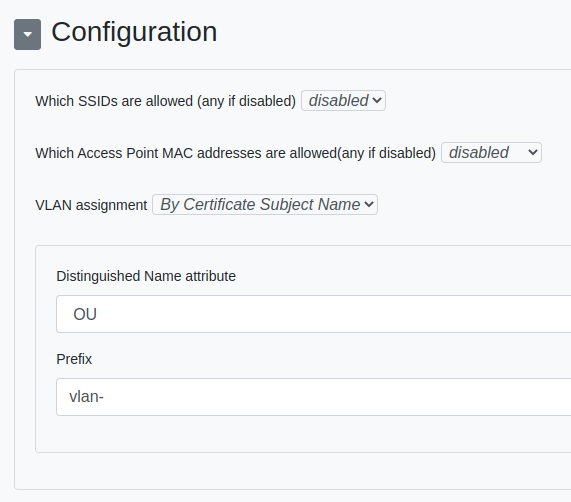 Configuration
Which SSIDs are allowed (any if disabled) disabled
Which Access Point MAC addresses are allowed(any if disabled) disabled
VLAN assignment By Certificate Subject Name
Distinguished Name attribute
OU
Prefix
vlan-